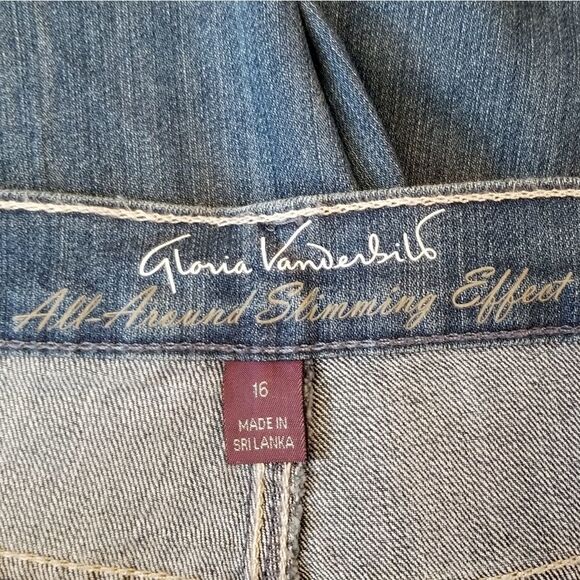 Gloria Vanderbilt
All-Around Slimming Effect
16
MADE IN
SRI LANKA